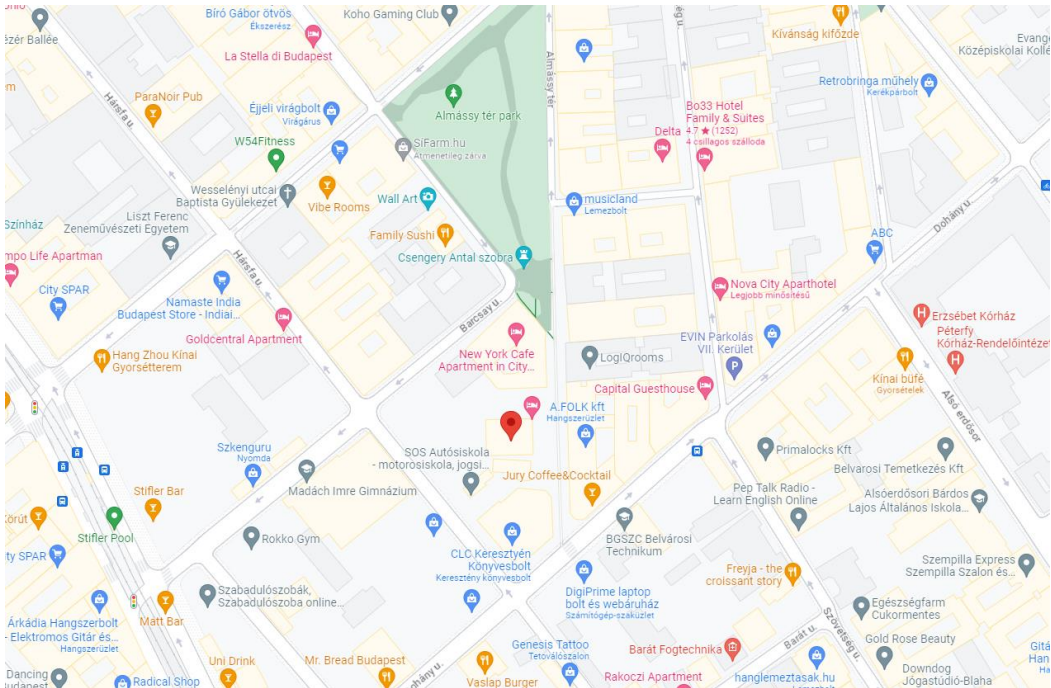 ézér Ballée
Bíró Gábor ötvös
Ékszerész
Koho Gaming Club
La Stella di Budapest
Kívánság kifőzde
Evang
Középiskolai Kollé
Hársfa u.
ParaNoir Pub
Éjjeli virágbolt
Virágárus
Almássy tér park
Almássy tér
ség u.
Retrobringa műhely
Kerékpárbolt
Bo33 Hotel
Family & Suites
4.7 ★ (1252)
4 csillagos szálloda
Delta
W54Fitness
SiFarm.hu
Átmenetileg zárva
Wesselényi utcai
Baptista Gyülekezet
Vibe Rooms
Wall Art
musicland
Lemezbolt
Dohány u.
Színház
Liszt Ferenc
Zeneművészeti Egyetem
Family Sushi
ABC
Hársfa u.
mpo Life Apartman
Csengery Antal szobra
City SPAR
Namaste India
Budapest Store - Indiai...
Barcsay u.
Nova City Aparthotel
Legjobb minősítésű
Erzsébet Kórház
Goldcentral Apartment
Péterfy
Kórház-Rendelőintézet
EVIN Parkolás
VII. Kerület
P
Hang Zhou Kínai
Gyorsétterem
New York Cafe
Apartment in City...
LogIQrooms
Kínai büfé
Gyorsételek
Capital Guesthouse
Alsó erdősor
A.FOLK kft
Hangszerüzlet
Szkenguru
Nyomda
SOS Autósiskola
- motorosiskola, jogsi...
Primalocks Kft
Belvarosi Temetkezés Kft
Madách Imre Gimnázium
Jury Coffee&Cocktail
Pep Talk Radio -
Learn English Online
Alsóerdősori Bárdos
Lajos Általános Iskola...
Stifler Bar
körút
Stifler Pool
Rokko Gym
BGSZC Belvárosi
Technikum
CLC Keresztyén
Könyvesbolt
Keresztény könyvesbolt
ty SPAR
Szempilla Express
Szempilla Szalon és...
Freyja - the
croissant story
Szabadulószobák,
Szabadulószoba online...
DigiPrime laptop
bolt és webáruház
Számítógép-szaküzlet
Egészségfarm
Cukormentes
Árkádia Hangszerbolt
- Elektromos Gitár és...
Hangszerüzlet
Matt Bar
Szövetség u.
Barát u.
Genesis Tattoo
Tetoválószalon
Barát Fogtechnika
Gold Rose Beauty
Gitá
Han
Ha
Uni Drink
Mr. Bread Budapest
ohány u.
Dancing
Budapest
Radical Shop
Vaslap Burger
Rakoczi Apartment
hanglemeztasak.hu
Downdog
Jógastúdió-Blaha